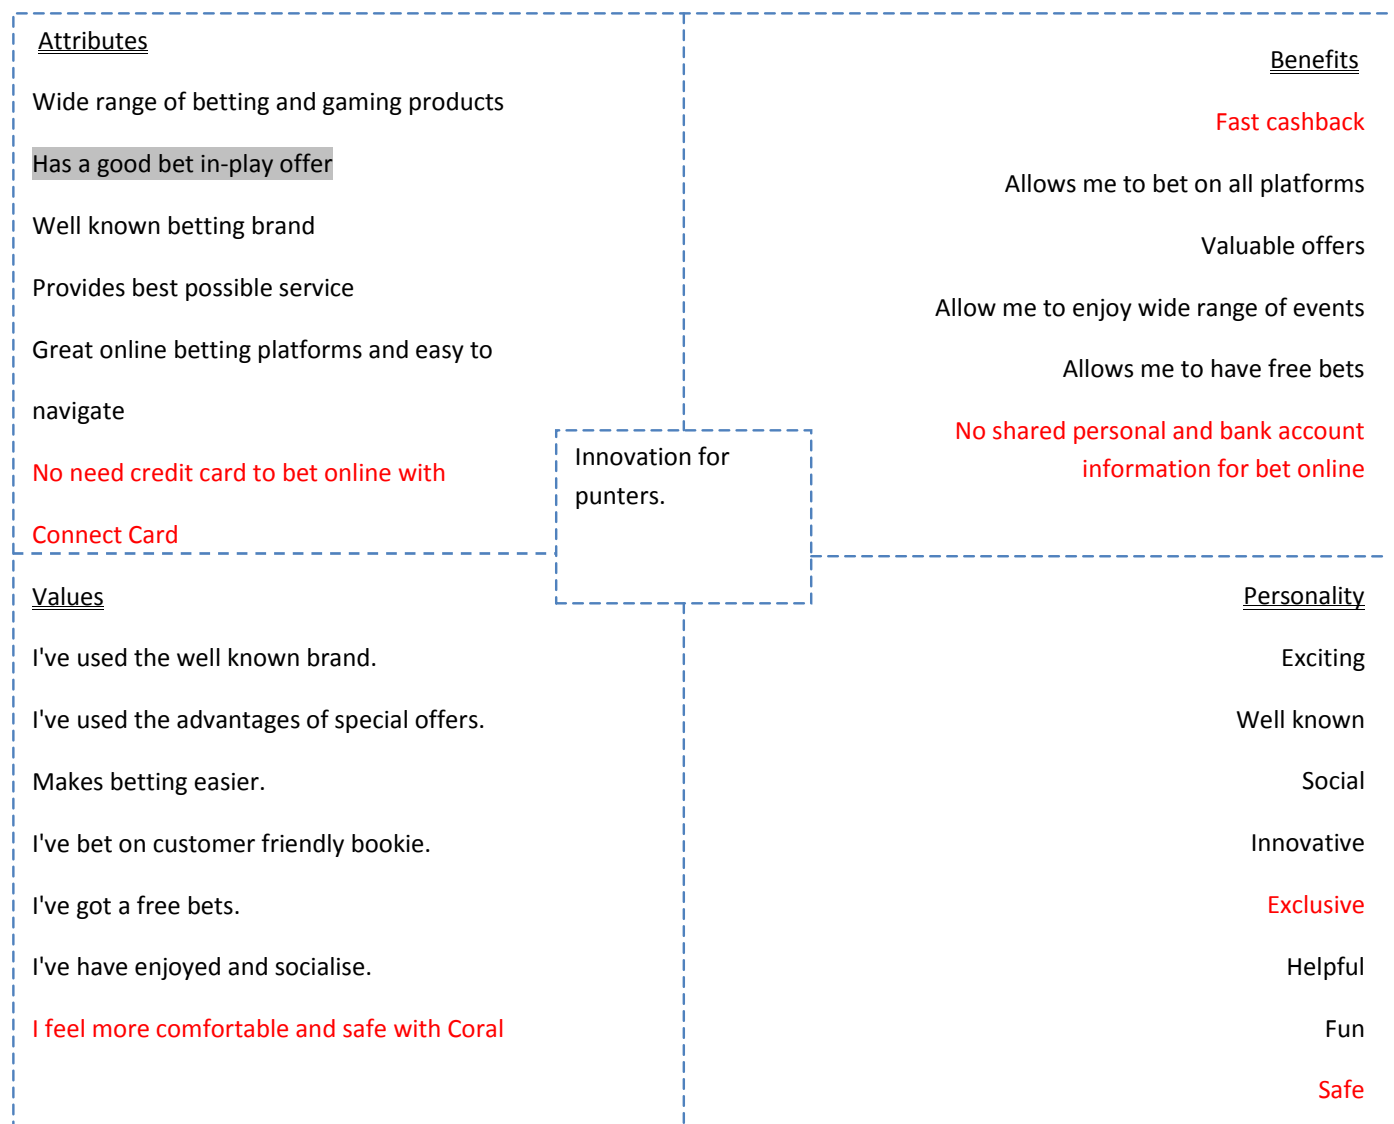 Attributes
Wide range of betting and gaming products
Has a good bet in-play offer
Well known betting brand
Provides best possible service
Great online betting platforms and easy to
navigate
No need credit card to bet online with
Connect Card
Benefits
Fast cashback
Allows me to bet on all platforms
Valuable offers
Allow me to enjoy wide range of events
Allows me to have free bets
No shared personal and bank account
information for bet online
Innovation for
punters.
Values
I've used the well known brand.
I've used the advantages of special offers.
Makes betting easier.
I've bet on customer friendly bookie.
I've got a free bets.
I've have enjoyed and socialise.
I feel more comfortable and safe with Coral
Personality
Exciting
Well known
Social
Innovative
Exclusive
Helpful
Fun
Safe